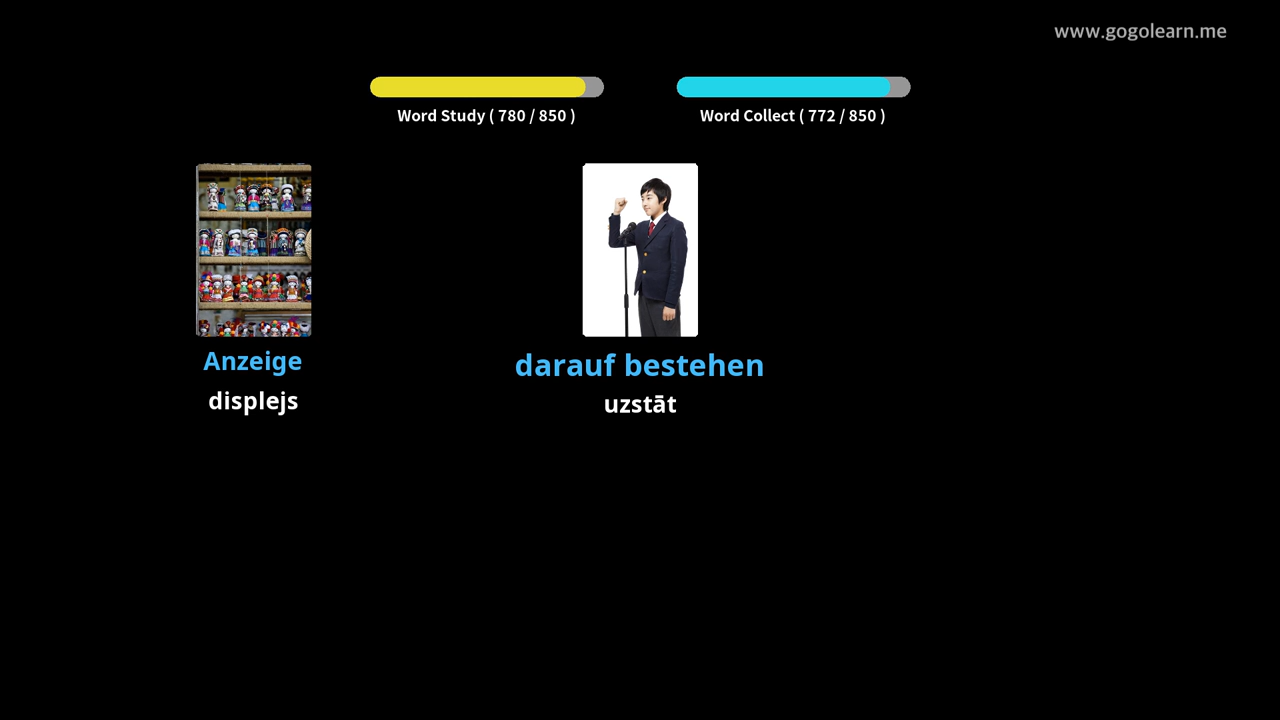 www.gogolearn.me
Word Study ( 780 / 850 )
Word Collect ( 772 / 850 )
Anzeige
displejs
darauf bestehen
uzstāt